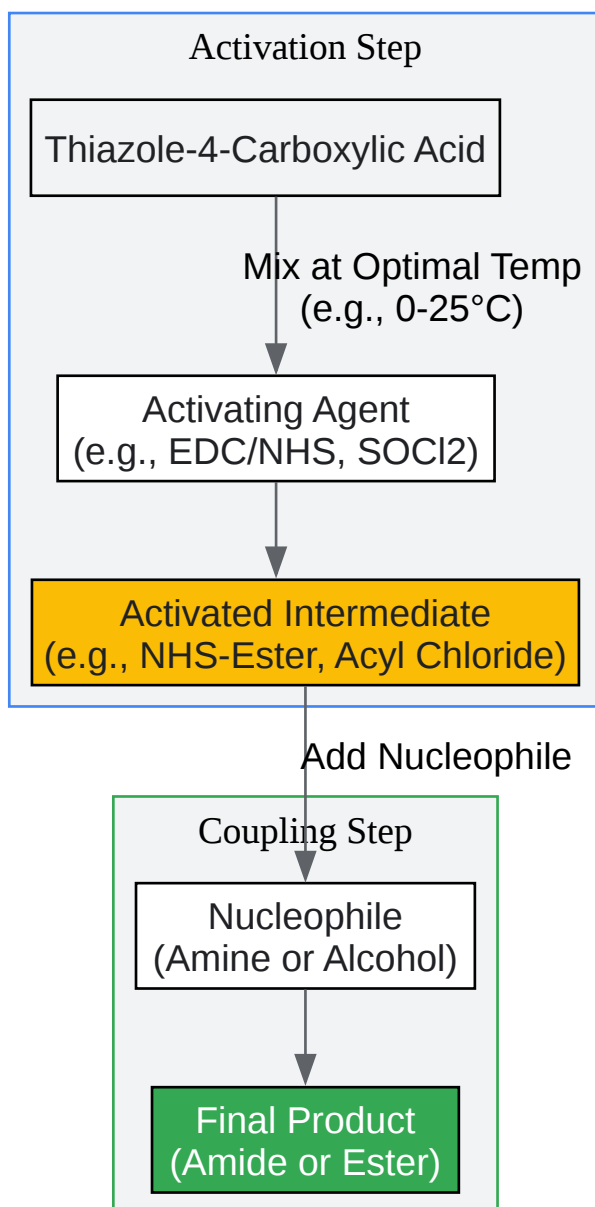 Activation Step
Thiazole-4-Carboxylic Acid
Mix at Optimal Temp
(e.g., 0-25°C)
Activating Agent
(e.g., EDC/NHS, SOCl2)
Activated Intermediate
(e.g., NHS-Ester, Acyl Chloride)
Add Nucleophile
Coupling Step
Nucleophile
(Amine or Alcohol)
Final Product
(Amide or Ester)